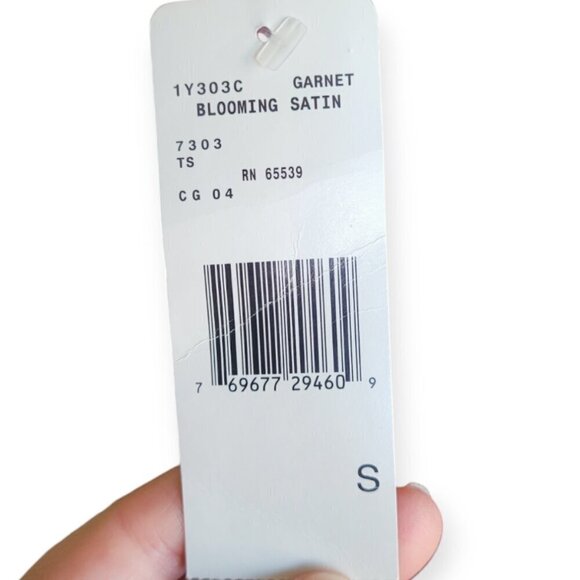 1Y303C GARNET
BLOOMING SATIN
7303
TS
RN 65539
CG 04
7 69677 29460 9
S